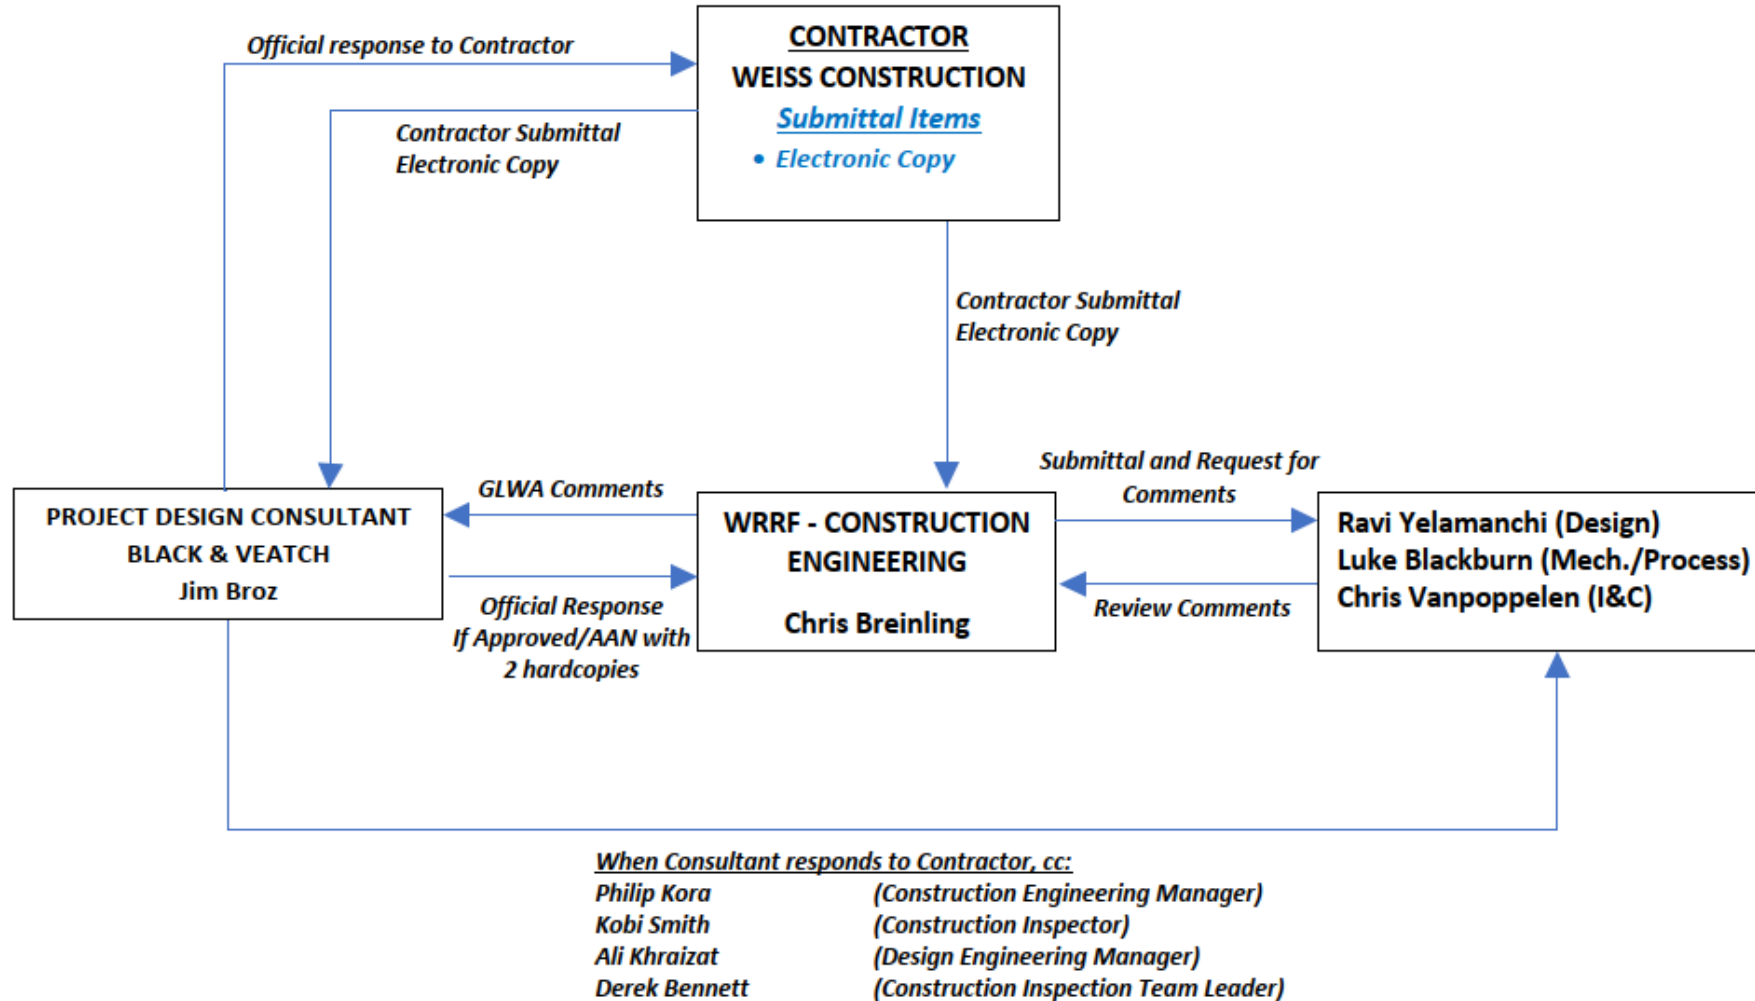 Official response to Contractor
CONTRACTOR
WEISS CONSTRUCTION
Submittal Items
• Electronic Copy
Contractor Submittal
Electronic Copy
Contractor Submittal
Electronic Copy
GLWA Comments
Submittal and Request for
Comments
PROJECT DESIGN CONSULTANT
BLACK & VEATCH
Jim Broz
WRRF - CONSTRUCTION
ENGINEERING
Chris Breinling
Ravi Yelamanchi (Design)
Luke Blackburn (Mech./Process)
Chris Vanpoppelen (I&C)
Official Response
If Approved/AAN with
2 hardcopies
Review Comments
When Consultant responds to Contractor, cc:
Philip Kora (Construction Engineering Manager)
Kobi Smith (Construction Inspector)
Ali Khraizat (Design Engineering Manager)
Derek Bennett (Construction Inspection Team Leader)